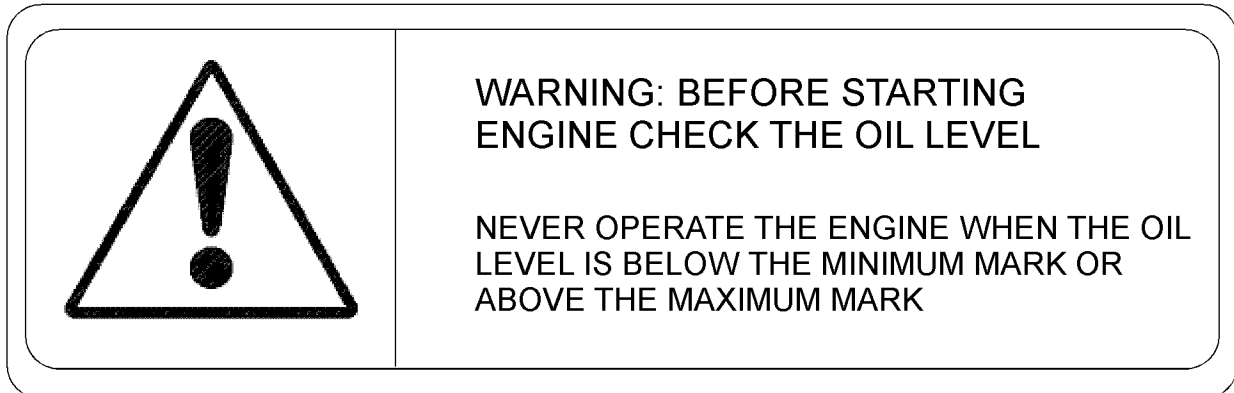 WARNING: BEFORE STARTING
ENGINE CHECK THE OIL LEVEL
NEVER OPERATE THE ENGINE WHEN THE OIL
LEVEL IS BELOW THE MINIMUM MARK OR
ABOVE THE MAXIMUM MARK